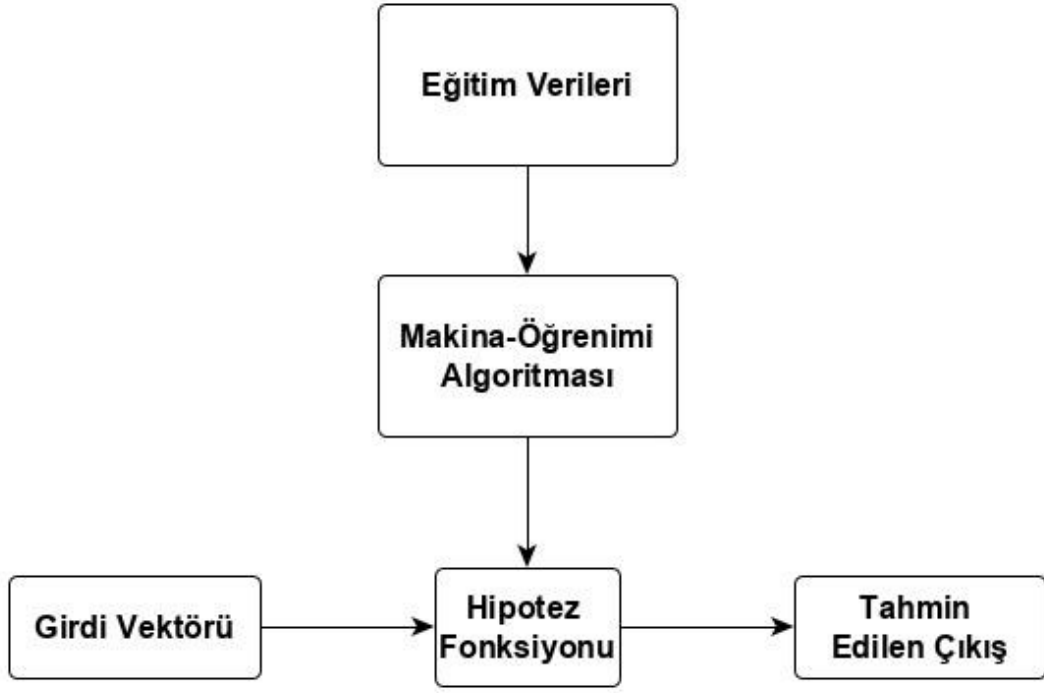 Eğitim Verileri
Makina-Öğrenimi
Algoritması
Girdi Vektörü
Hipotez
Fonksiyonu
Tahmin
Edilen Çıkış